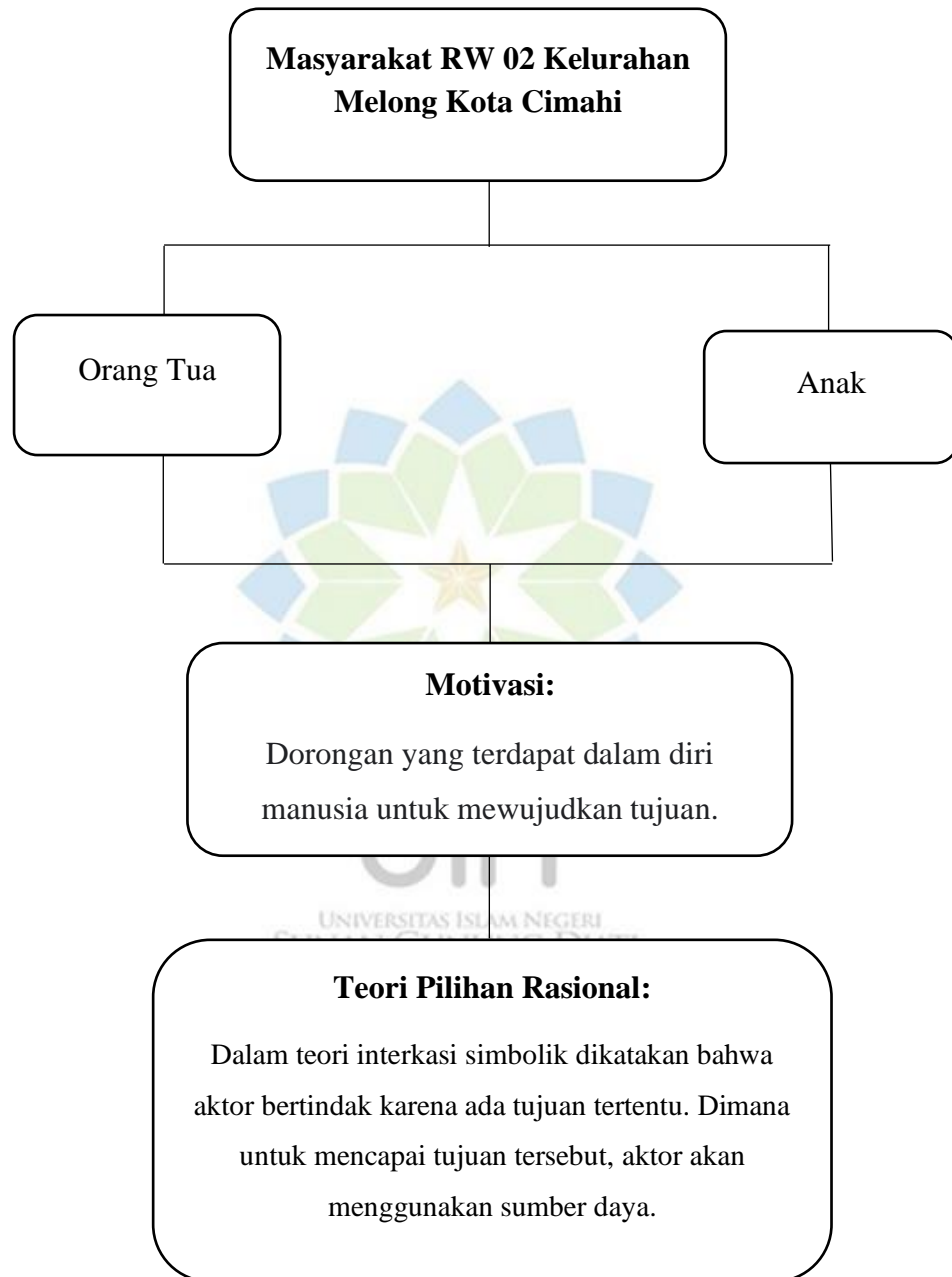 Masyarakat RW 02 Kelurahan
Melong Kota Cimahi
Orang Tua
Anak
Motivasi:
Dorongan yang terdapat dalam diri
manusia untuk mewujudkan tujuan.
UNIVERSITAS ISLAM NEGERI
Teori Pilihan Rasional:
Dalam teori interkasi simbolik dikatakan bahwa
aktor bertindak karena ada tujuan tertentu. Dimana
untuk mencapai tujuan tersebut, aktor akan
menggunakan sumber daya.